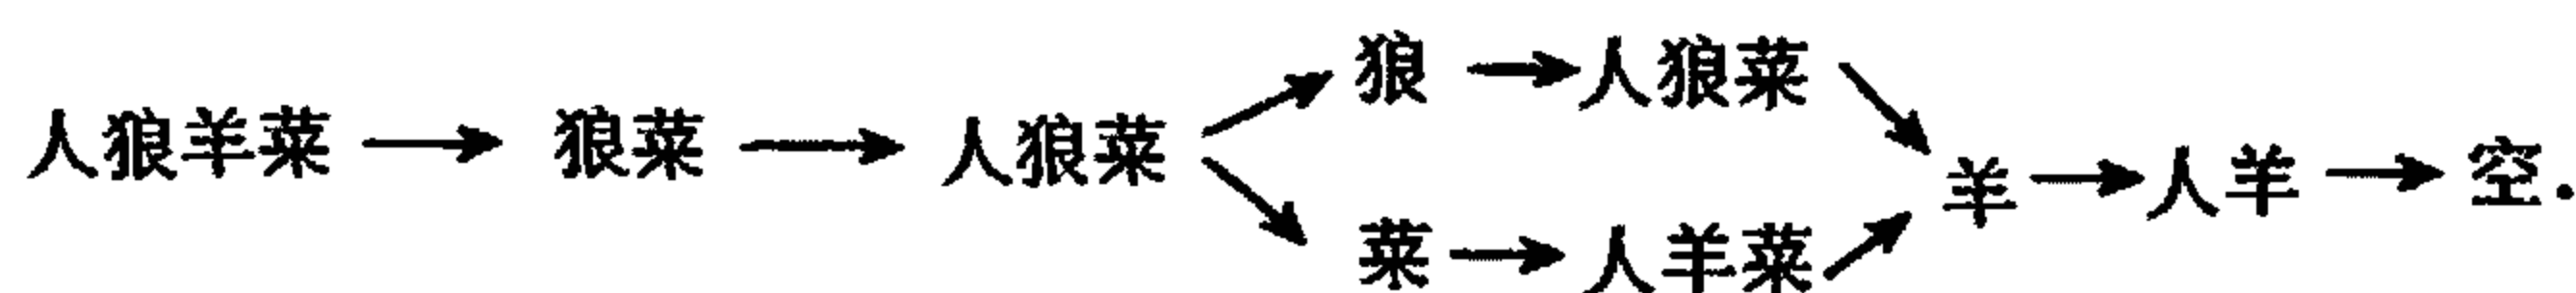 人狼羊菜 → 狼菜 → 人狼菜
狼 → 人狼菜
菜 → 人羊菜
羊 → 人羊 → 空.